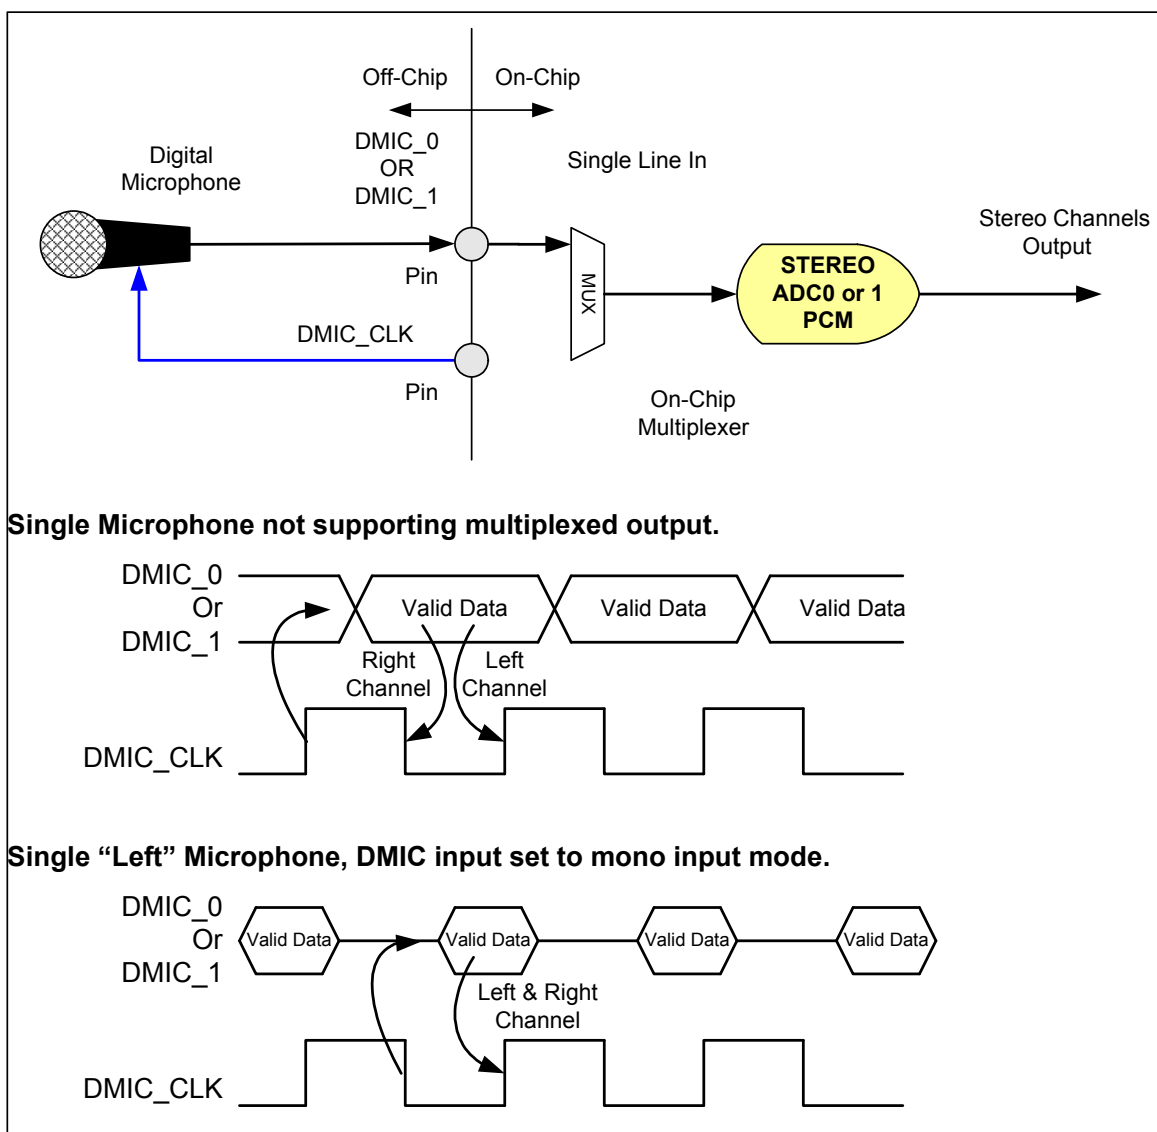 Off-Chip
On-Chip
DMIC_0
OR
DMIC_1
Single Line In
Digital
Microphone
Stereo Channels
Output
STEREO
ADC0 or 1
PCM
MUX
Pin
DMIC_CLK
Pin
On-Chip
Multiplexer
Single Microphone not supporting multiplexed output.
DMIC_0
Or
DMIC_1
Valid Data
Valid Data
Valid Data
Right
Channel
Left
Channel
DMIC_CLK
Single “Left” Microphone, DMIC input set to mono input mode.
DMIC_0
Or
DMIC_1
Valid Data
Valid Data
Valid Data
Valid Data
Left & Right
Channel
DMIC_CLK